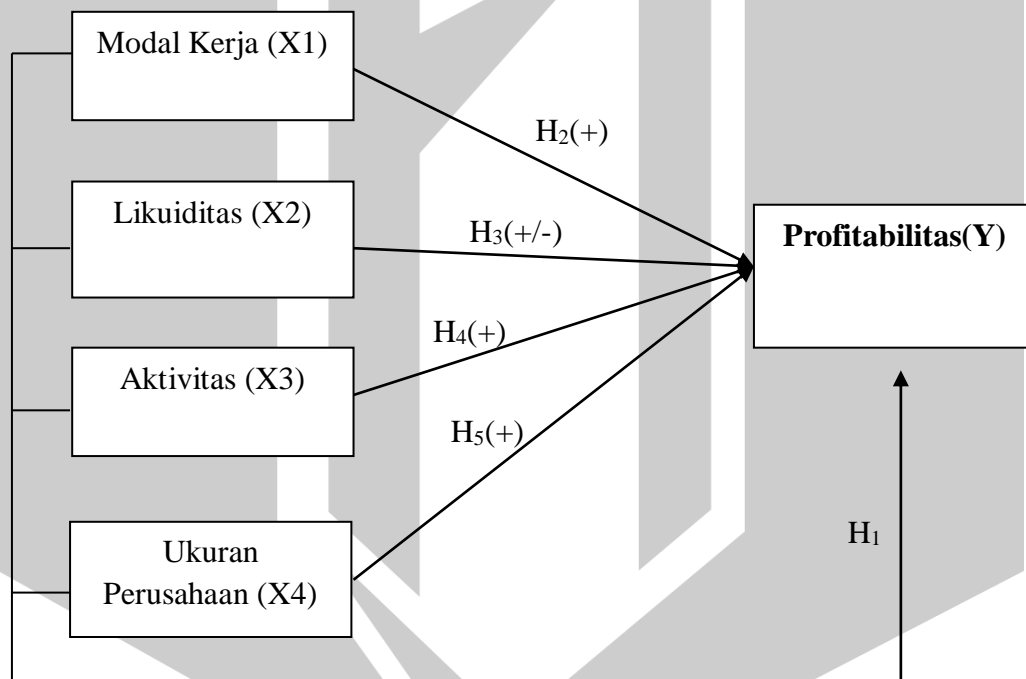 Modal Kerja (X1)
H₂(+)
Likuiditas (X2)
H₃(+/-)
Profitabilitas(Y)
H₄(+)
Aktivitas (X3)
H₅(+)
H₁
Ukuran
Perusahaan (X4)